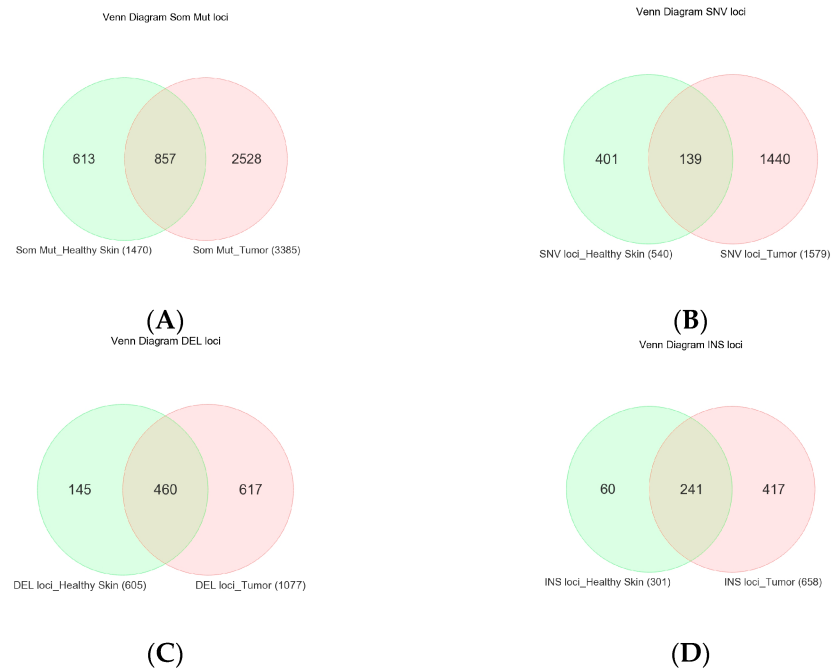 Venn Diagram Som Mut loci
613 857 2528
Som Mut_Healthy Skin (1470) Som Mut_Tumor (3385)
(A)
Venn Diagram SNV loci
401 139 1440
SNV loci_Healthy Skin (540) SNV loci_Tumor (1579)
(B)
Venn Diagram DEL loci
145 460 617
DEL loci_Healthy Skin (605) DEL loci_Tumor (1077)
(C)
Venn Diagram INS loci
60 241 417
INS loci_Healthy Skin (301) INS loci_Tumor (658)
(D)